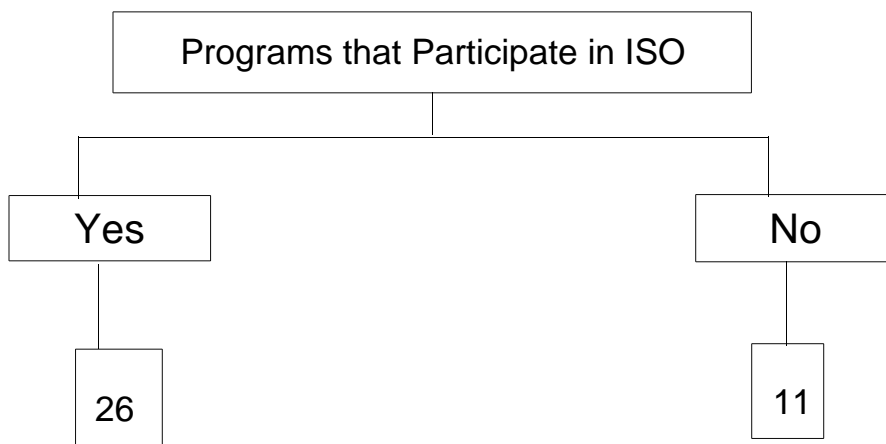 Programs that Participate in ISO
Yes
No
26
11